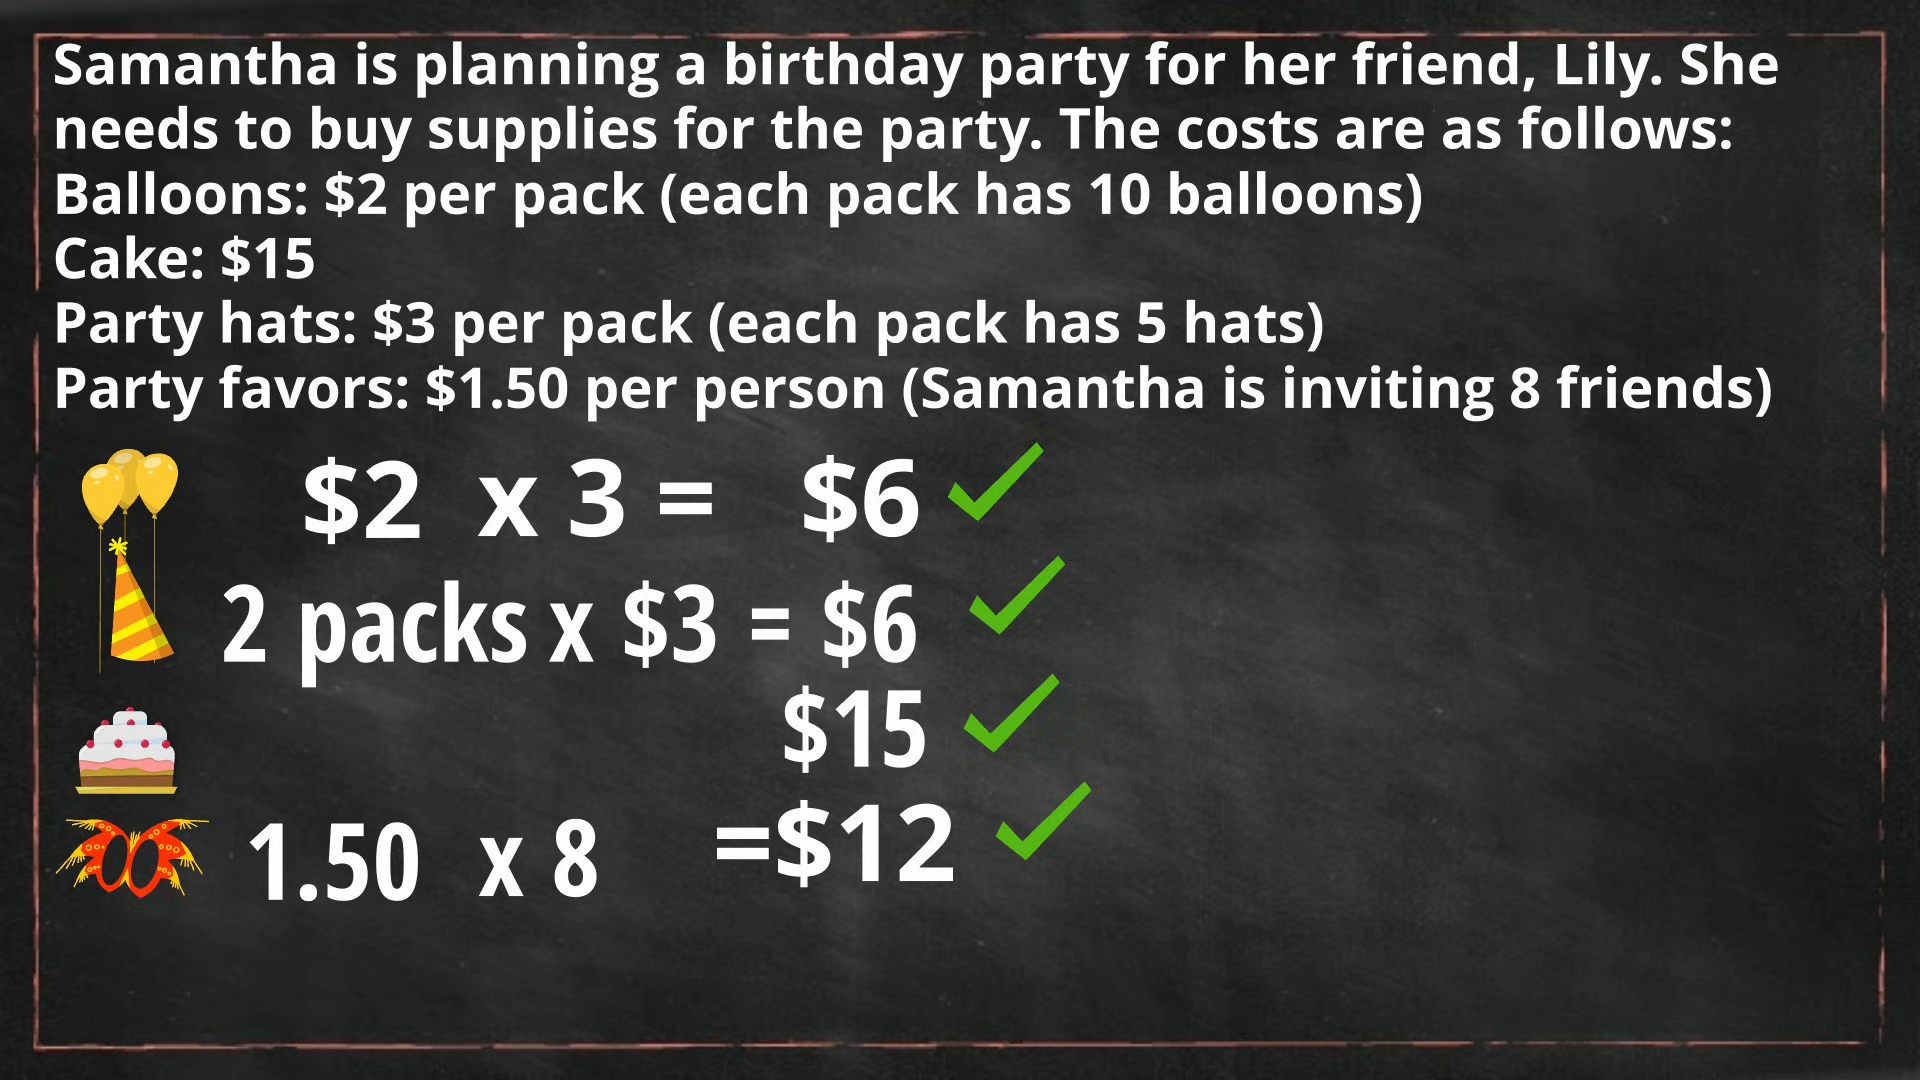 Samantha is planning a birthday party for her friend, Lily. She
needs to buy supplies for the party. The costs are as follows:
Balloons: $2 per pack (each pack has 10 balloons)
Cake: $15
Party hats: $3 per pack (each pack has 5 hats)
Party favors: $1.50 per person (Samantha is inviting 8 friends)
$2 x 3 = $6
2 packs x $3 = $6
$15
1.50 x 8 =$12